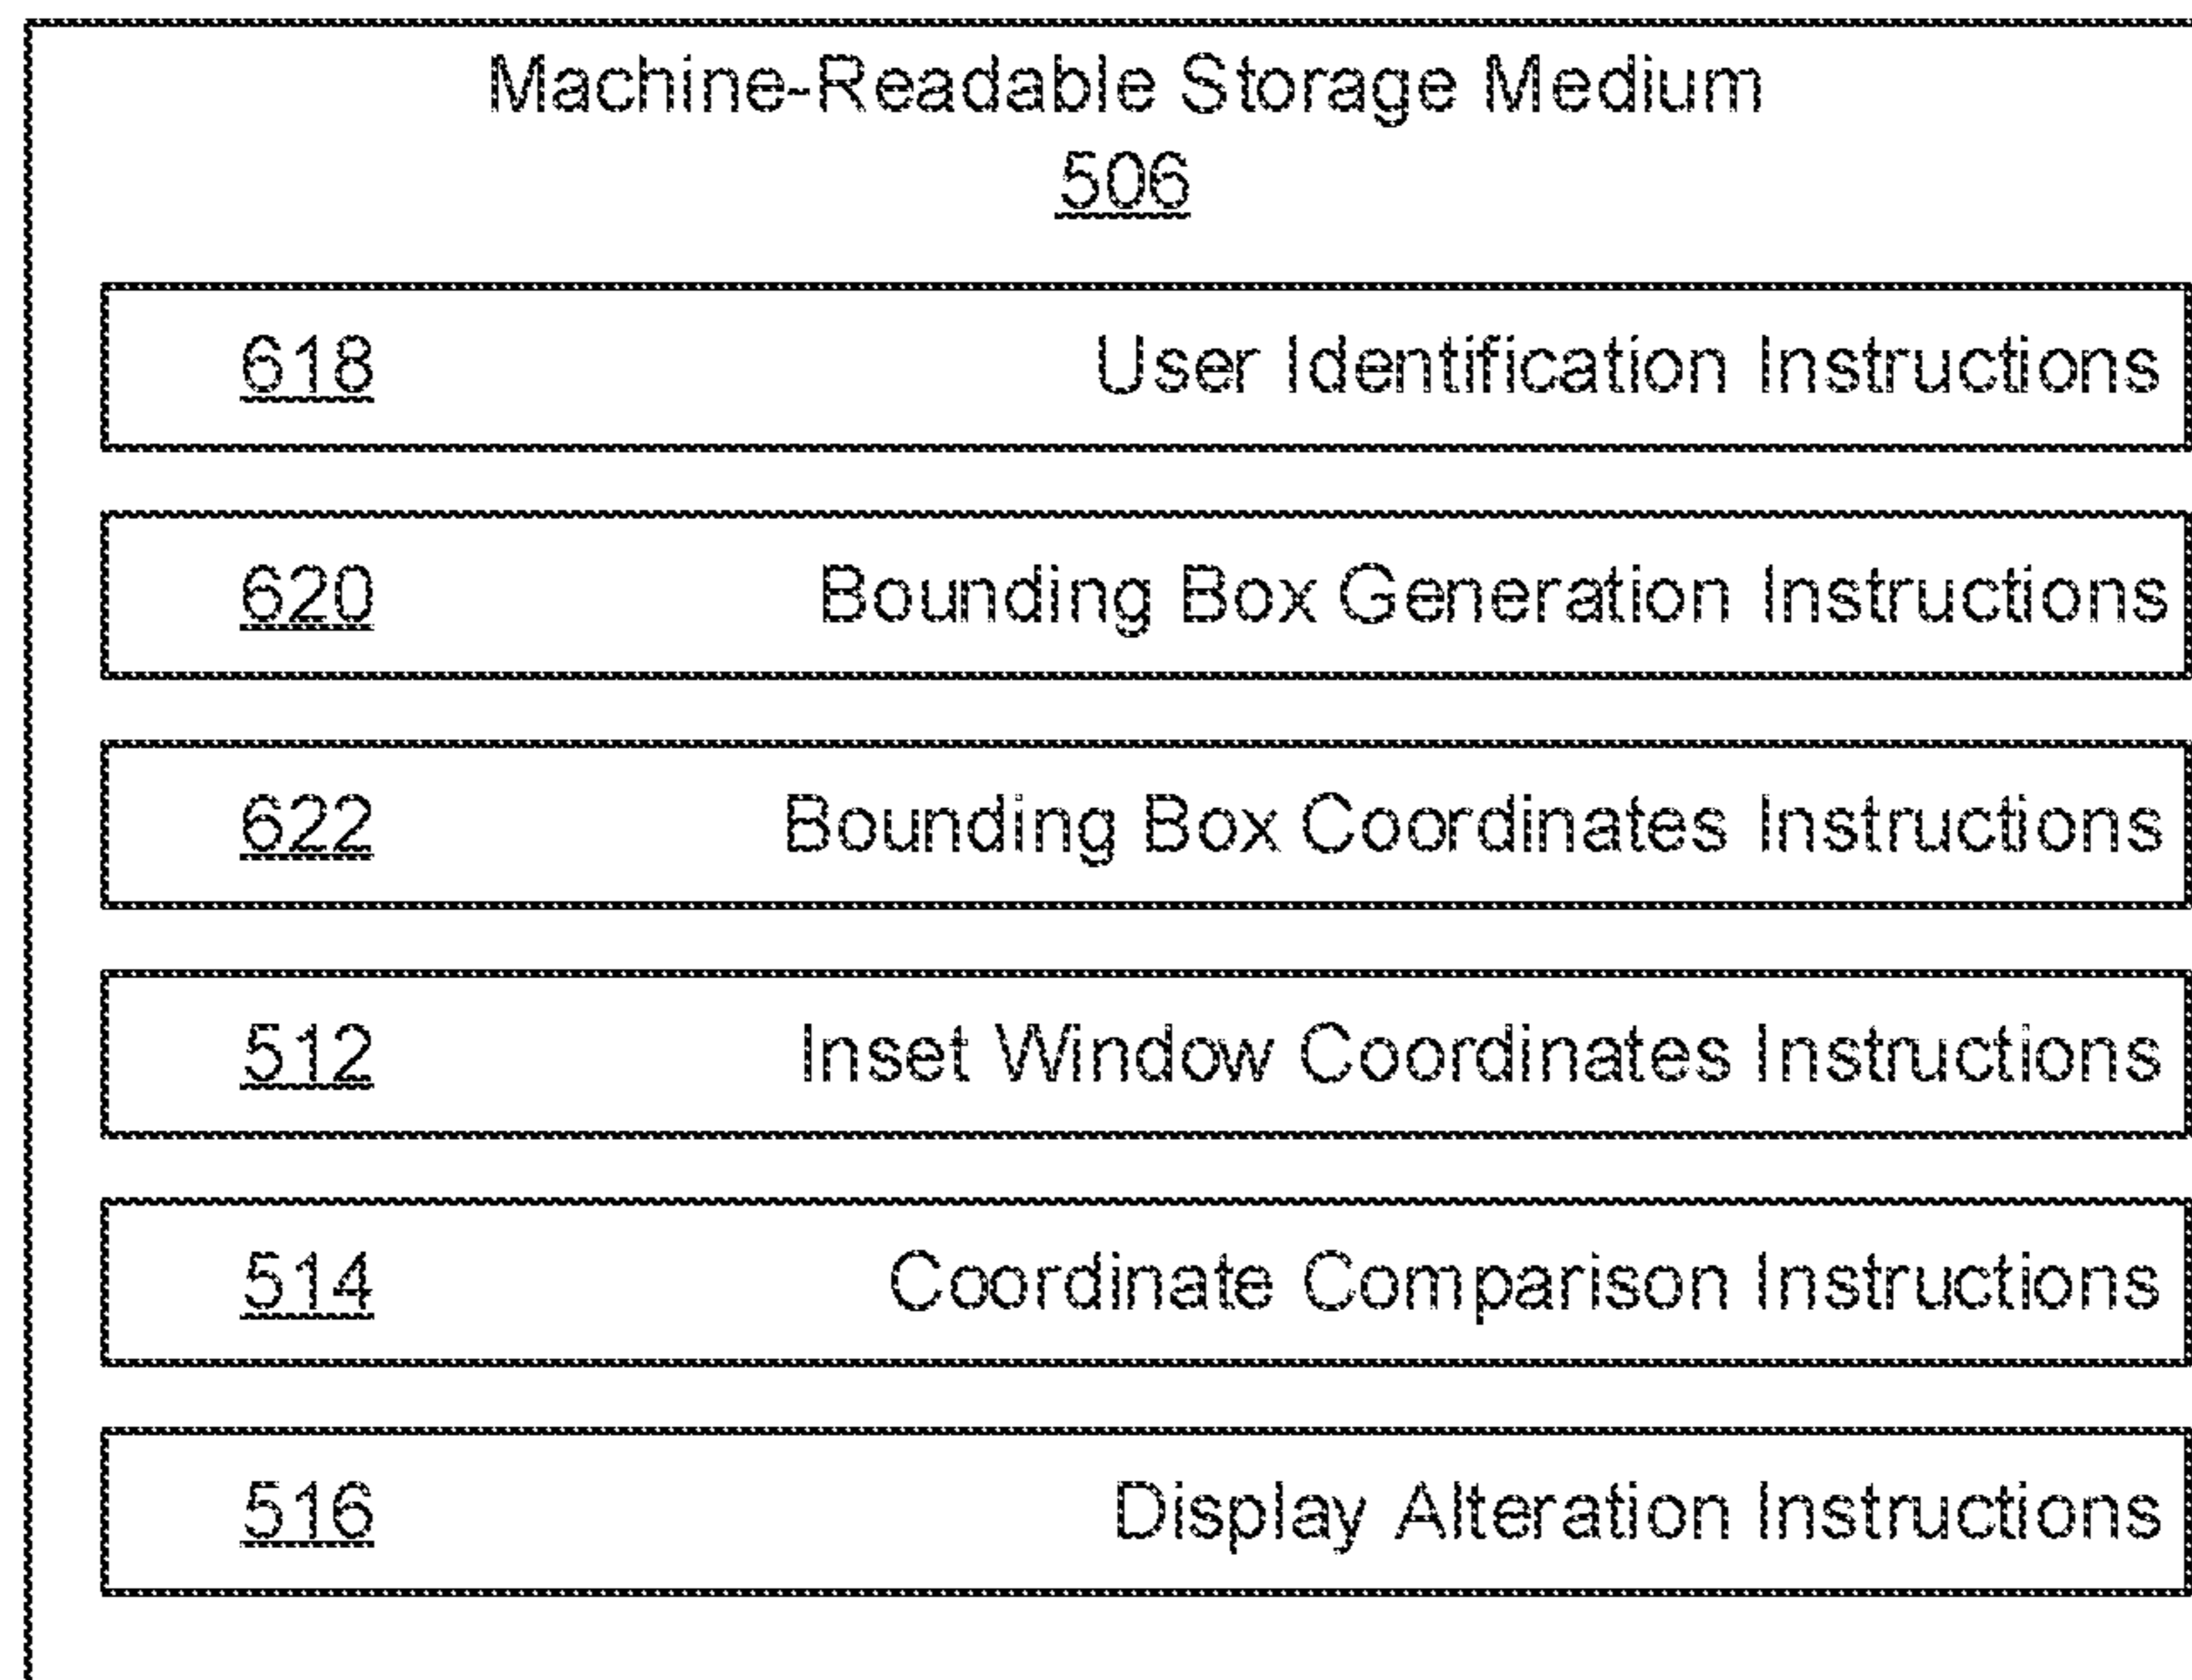 Machine-Readable Storage Medium
506
618 User Identification Instructions
620 Bounding Box Generation Instructions
622 Bounding Box Coordinates Instructions
512 Inset Window Coordinates Instructions
514 Coordinate Comparison Instructions
516 Display Alteration Instructions